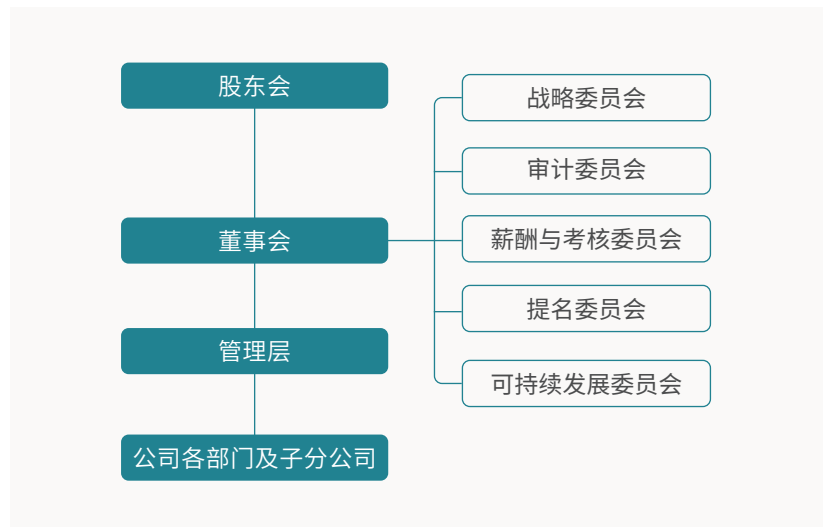 股东会
董事会
管理层
公司各部门及子分公司
战略委员会
审计委员会
薪酬与考核委员会
提名委员会
可持续发展委员会